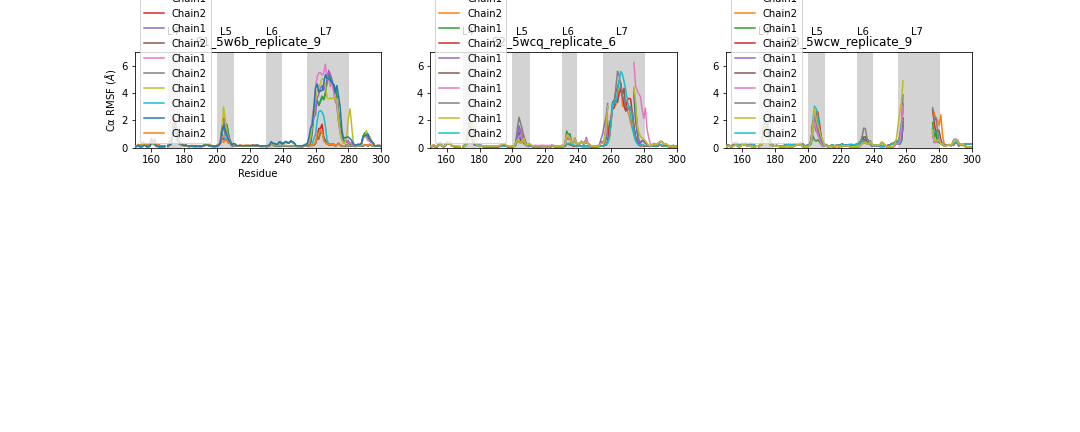 Chain2
Chain1
Chain2
Chain1
Chain2
Chain1
Chain2
Chain1
Chain2
L5 L6 L7
_5w6b_replicate_9
Cα RMSF (Å)
0 2 4 6
160 180 200 220 240 260 280 300
Residue
Chain2
Chain1
Chain2
Chain1
Chain2
Chain1
Chain2
Chain1
Chain2
L5 L6 L7
_5wcq_replicate_6
0 2 4 6
160 180 200 220 240 260 280 300
Chain2
Chain1
Chain2
Chain1
Chain2
Chain1
Chain2
Chain1
Chain2
L5 L6 L7
_5wcw_replicate_9
0 2 4 6
160 180 200 220 240 260 280 300